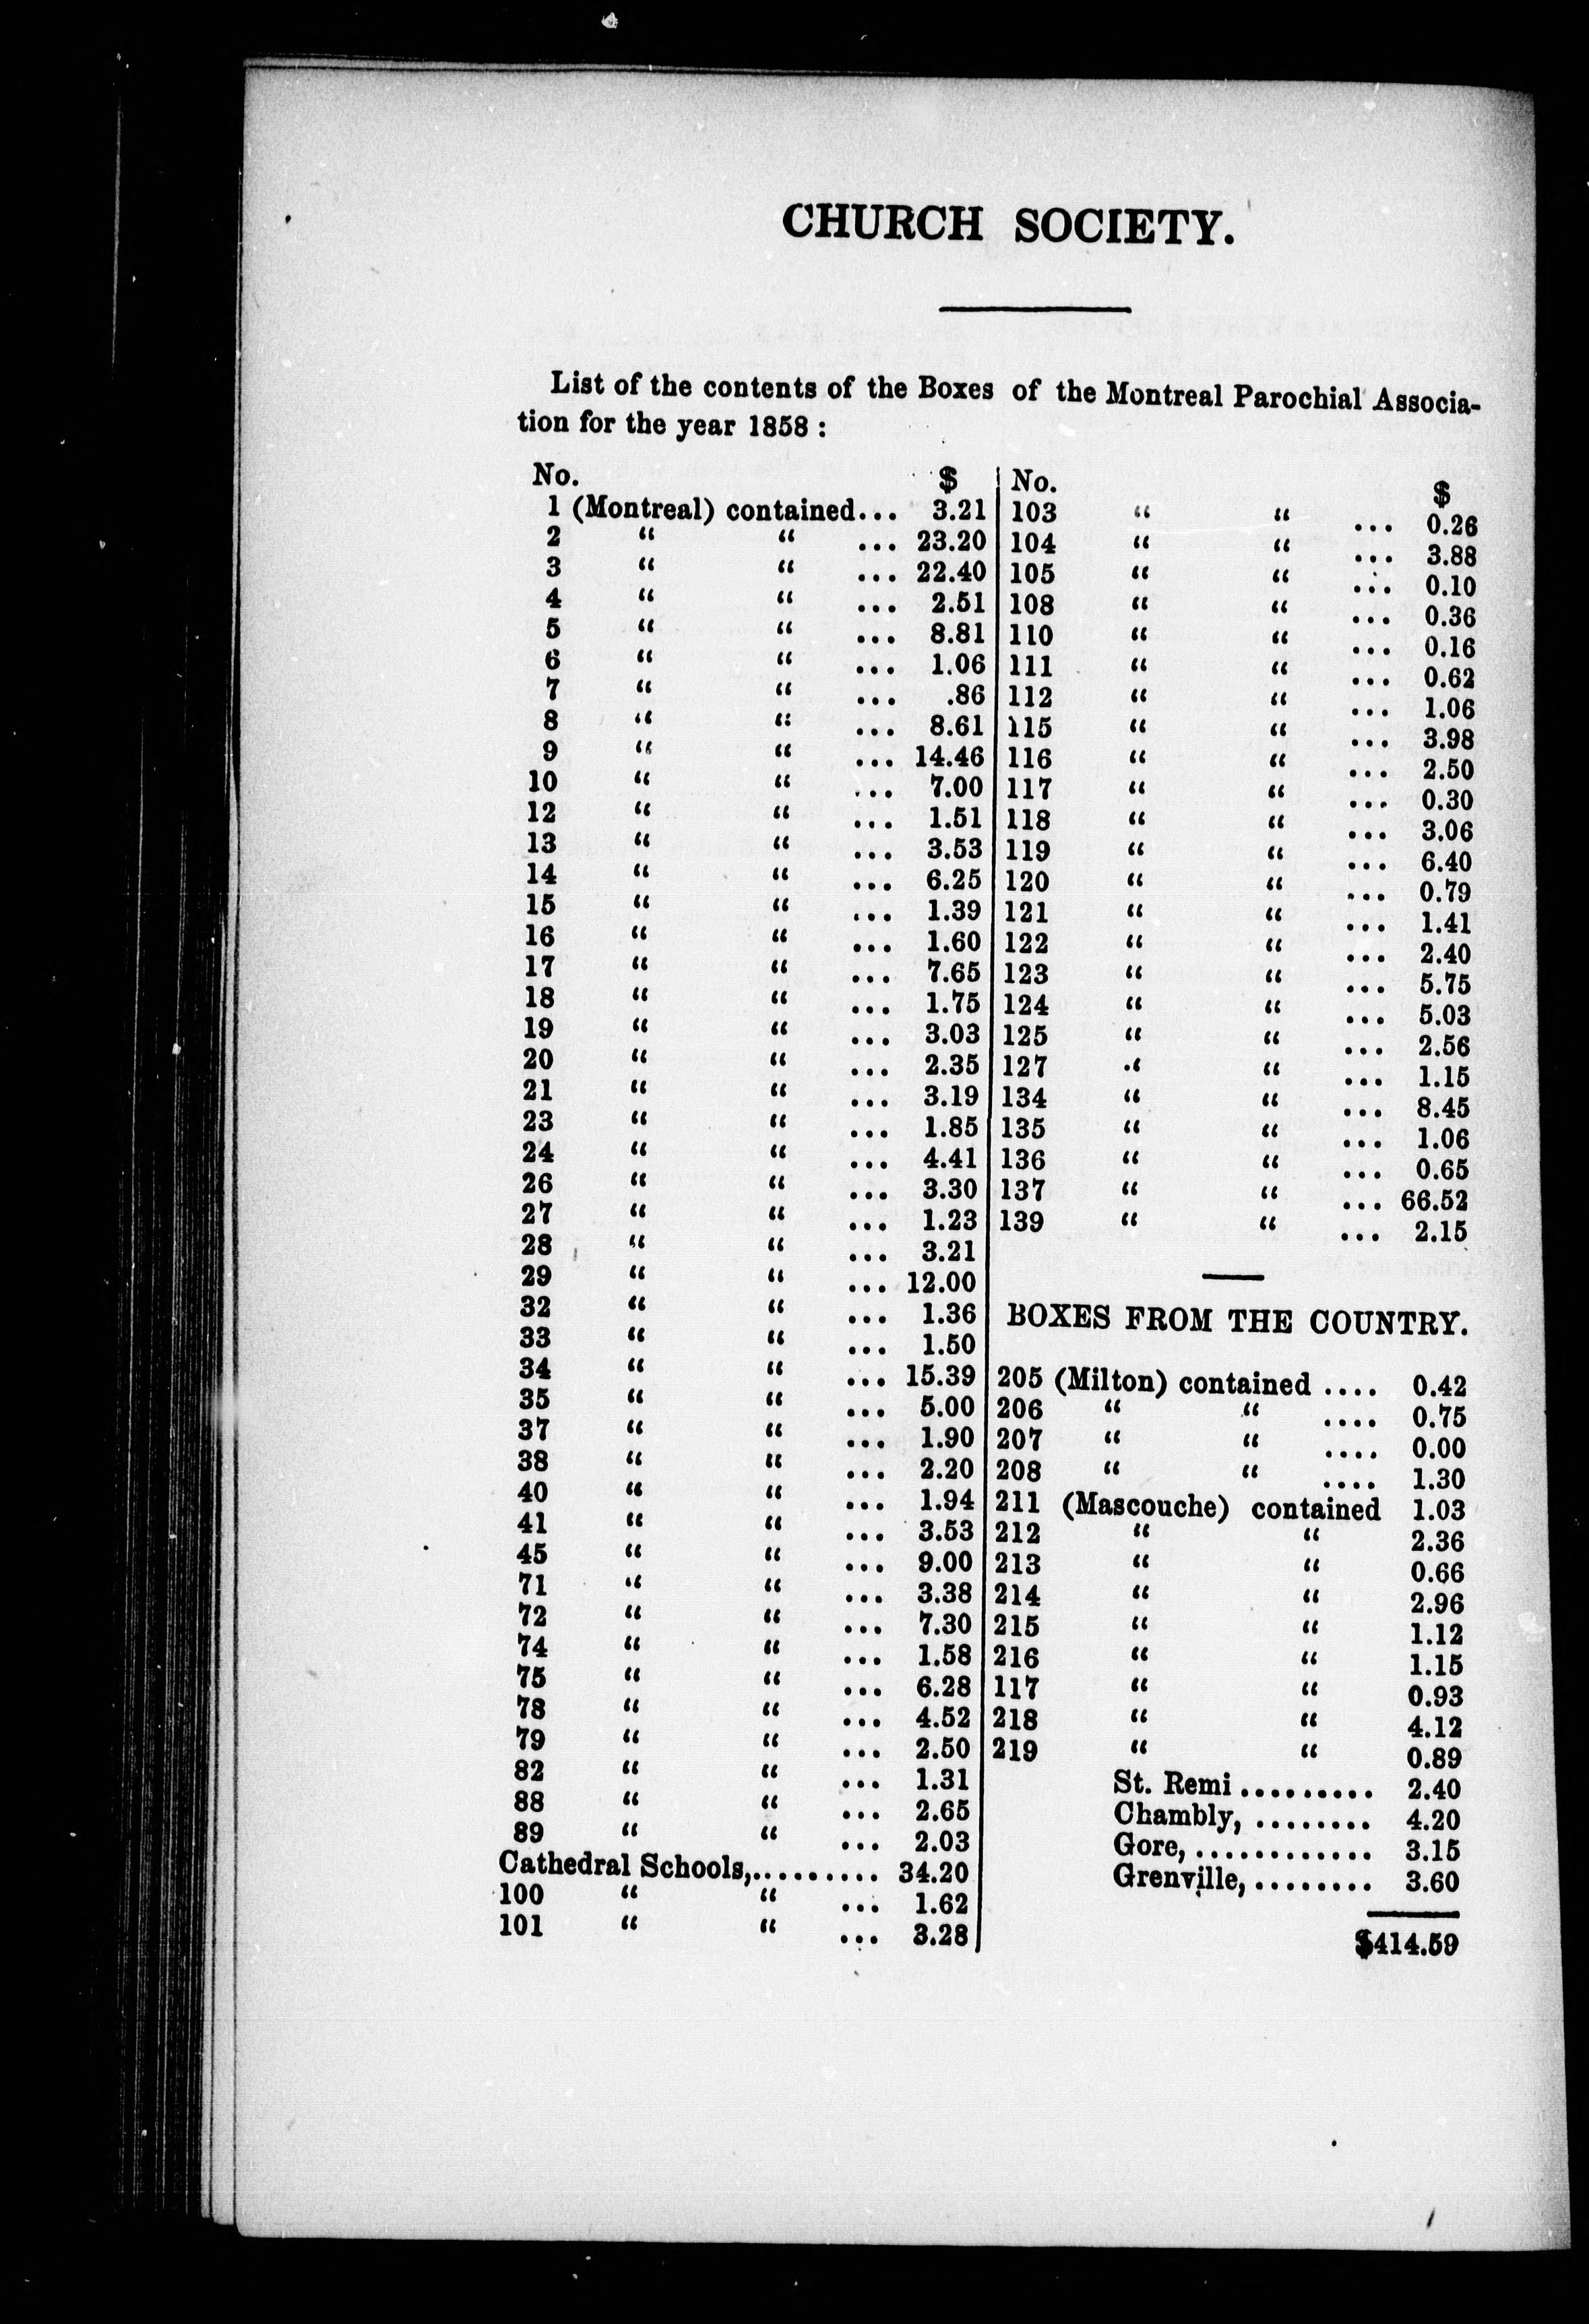 CHURCH SOCIETY.
List of the contents of the Boxes of the Montreal Parochial Associa-
tion for the year 1858 :
No. $
1 (Montreal) contained... 3.21
2 “ “ ... 23.20
3 “ “ ... 22.40
4 “ “ ... 2.51
5 “ “ ... 8.81
6 “ “ ... 1.06
7 “ “ ... .86
8 “ “ ... 8.61
9 “ “ ... 14.46
10 “ “ ... 7.00
12 “ “ ... 1.51
13 “ “ ... 3.53
14 “ “ ... 6.25
15 “ “ ... 1.39
16 “ “ ... 1.60
17 “ “ ... 7.65
18 “ “ ... 1.75
19 “ “ ... 3.03
20 “ “ ... 2.35
21 “ “ ... 3.19
23 “ “ ... 1.85
24 “ “ ... 4.41
26 “ “ ... 3.30
27 “ “ ... 1.23
28 “ “ ... 3.21
29 “ “ ... 12.00
32 “ “ ... 1.36
33 “ “ ... 1.50
34 “ “ ... 15.39
35 “ “ ... 5.00
37 “ “ ... 1.90
38 “ “ ... 2.20
40 “ “ ... 1.94
41 “ “ ... 3.53
45 “ “ ... 9.00
71 “ “ ... 3.38
72 “ “ ... 7.30
74 “ “ ... 1.58
75 “ “ ... 6.28
78 “ “ ... 4.52
79 “ “ ... 2.50
82 “ “ ... 1.31
88 “ “ ... 2.65
89 “ “ ... 2.03
Cathedral Schools,......... 34.20
100 “ “ ... 1.62
101 “ “ ... 3.28
No. $
103 “ “ ... 0.26
104 “ “ ... 3.88
105 “ “ ... 0.10
108 “ “ ... 0.36
110 “ “ ... 0.16
111 “ “ ... 0.62
112 “ “ ... 1.06
115 “ “ ... 3.98
116 “ “ ... 2.50
117 “ “ ... 0.30
118 “ “ ... 3.06
119 “ “ ... 6.40
120 “ “ ... 0.79
121 “ “ ... 1.41
122 “ “ ... 2.40
123 “ “ ... 5.75
124 “ “ ... 5.03
125 “ “ ... 2.56
127 “ “ ... 1.15
134 “ “ ... 8.45
135 “ “ ... 1.06
136 “ “ ... 0.65
137 “ “ ... 66.52
139 “ “ ... 2.15
BOXES FROM THE COUNTRY.
205 (Milton) contained .... 0.42
206 “ “ .... 0.75
207 “ “ .... 0.00
208 “ “ .... 1.30
211 (Mascouche) contained 1.03
212 “ “ 2.36
213 “ “ 0.66
214 “ “ 2.96
215 “ “ 1.12
216 “ “ 1.15
117 “ “ 0.93
218 “ “ 4.12
219 “ “ 0.89
St. Remi ......... 2.40
Chambly, ........ 4.20
Gore, ............ 3.15
Grenville, ........ 3.60
$414.59